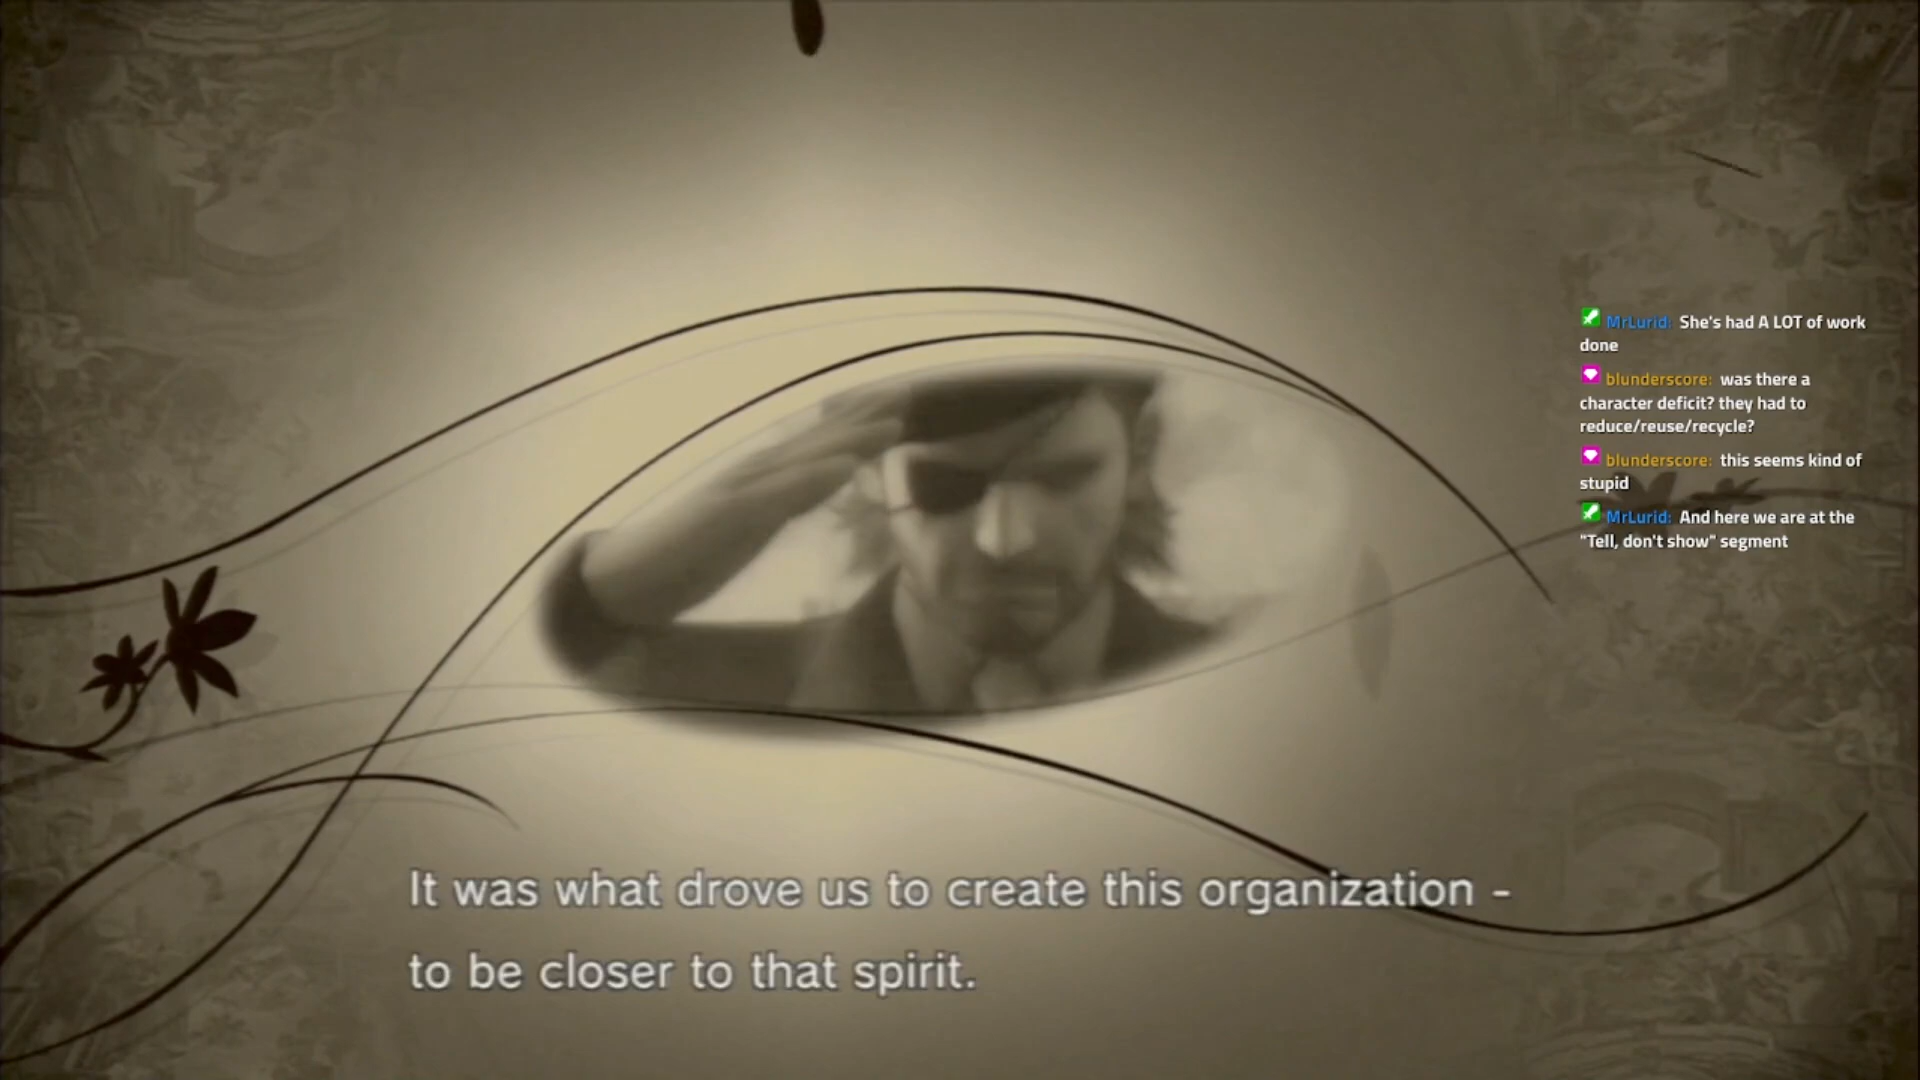 MrLurid: She's had A LOT of work
done
blunderscore: was there a
character deficit? they had to
reduce/reuse/recycle?
blunderscore: this seems kind of
stupid
MrLurid: And here we are at the
"Tell, don't show" segment
It was what drove us to create this organization -
to be closer to that spirit.